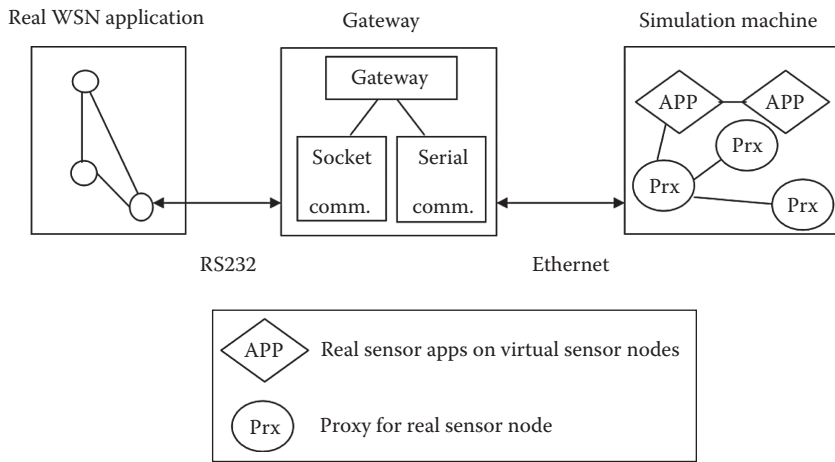 Real WSN application
Gateway
Simulation machine
Gateway
Socket
comm.
Serial
comm.
APP
APP
Prx
Prx
Prx
RS232
Ethernet
APP
Real sensor apps on virtual sensor nodes
Prx
Proxy for real sensor node